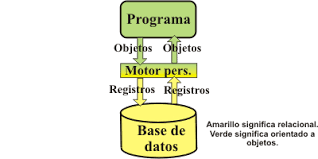 Programa
Objetos Objetos
Motor pers.
Registros Registros
Base de
datos
Amarillo significa relacional.
Verde significa orientado a
objetos.